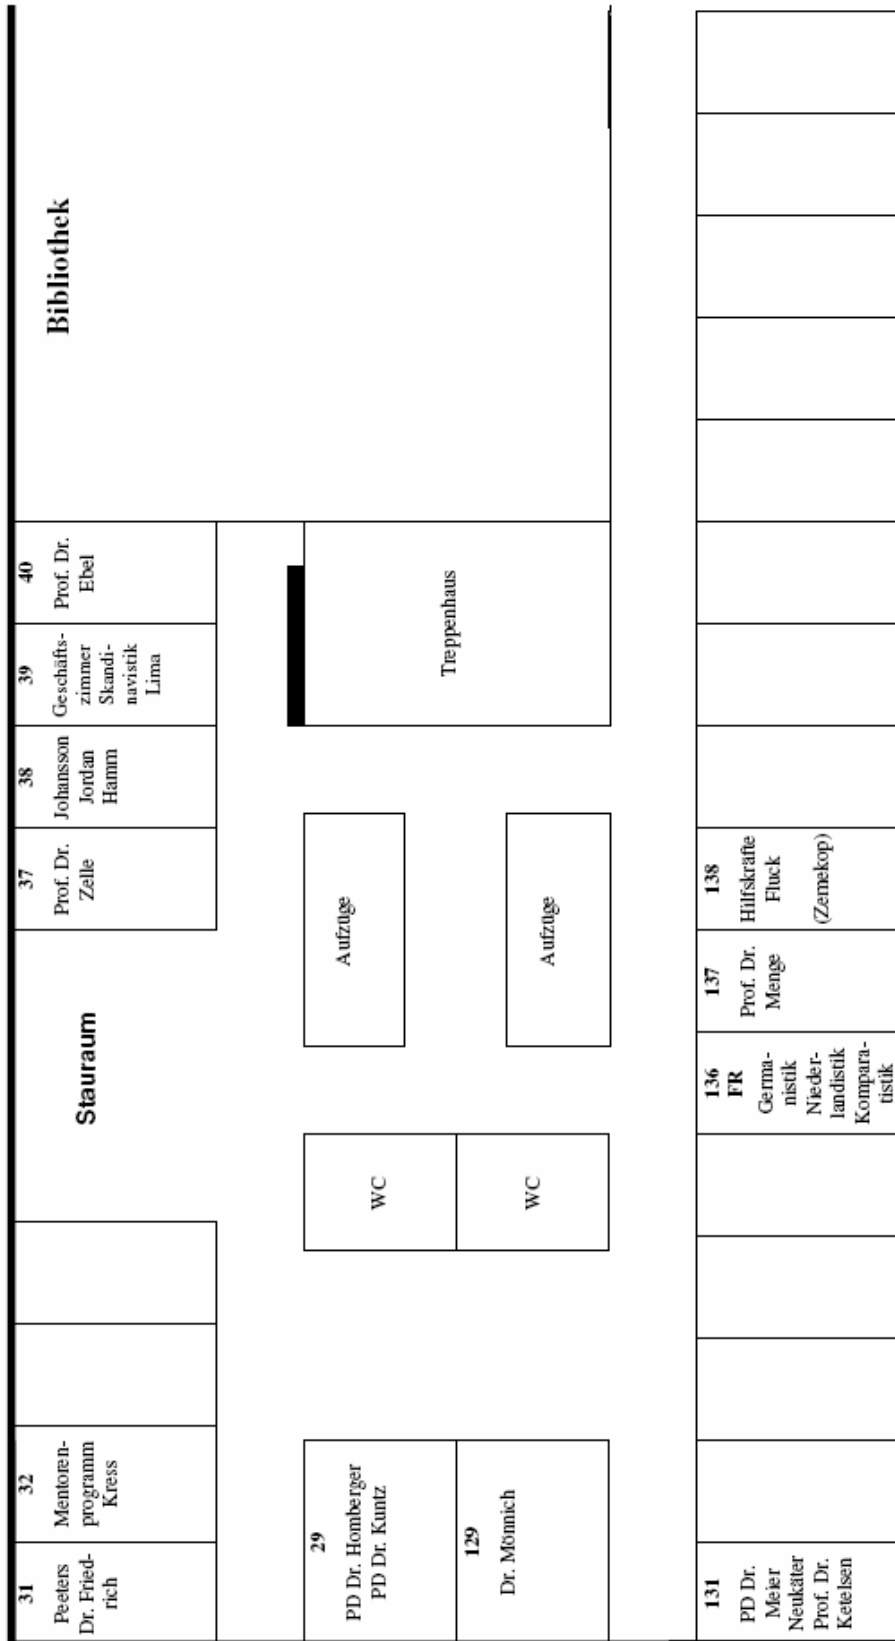 Bibliothek
40
Prof. Dr.
Ebel
39
Geschäfts-
zimmer
Skandi-
navistik
Lima
38
Johansson
Jordan
Hamm
37
Prof. Dr.
Zelle
Stauraum
32
Mentoren-
programm
Kress
31
Peeters
Dr. Fried-
rich
Treppenhaus
Aufzüge
Aufzüge
WC
WC
29
PD Dr. Homberger
PD Dr. Kuntz
129
Dr. Mönnich
138
Hilfskräfte
Fluck
(Zemekop)
137
Prof. Dr.
Menge
136
FR
Germa-
nistik
Nieder-
landistik
Kompara-
tistik
131
PD Dr.
Meier
Neukäter
Prof. Dr.
Ketelsen